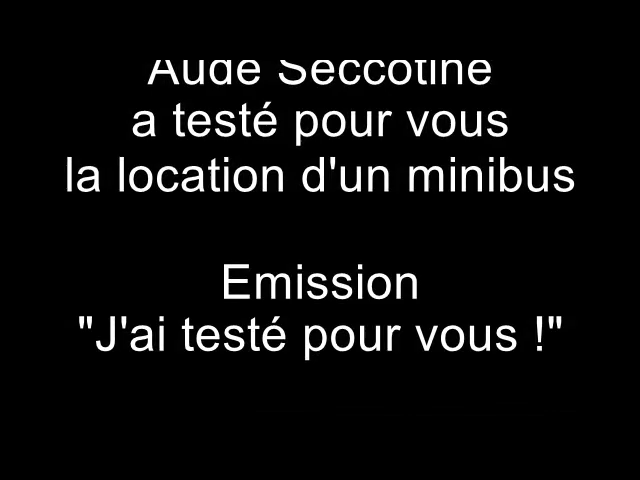 Aude Seccotine
a testé pour vous
la location d'un minibus
Emission
"J'ai testé pour vous !"